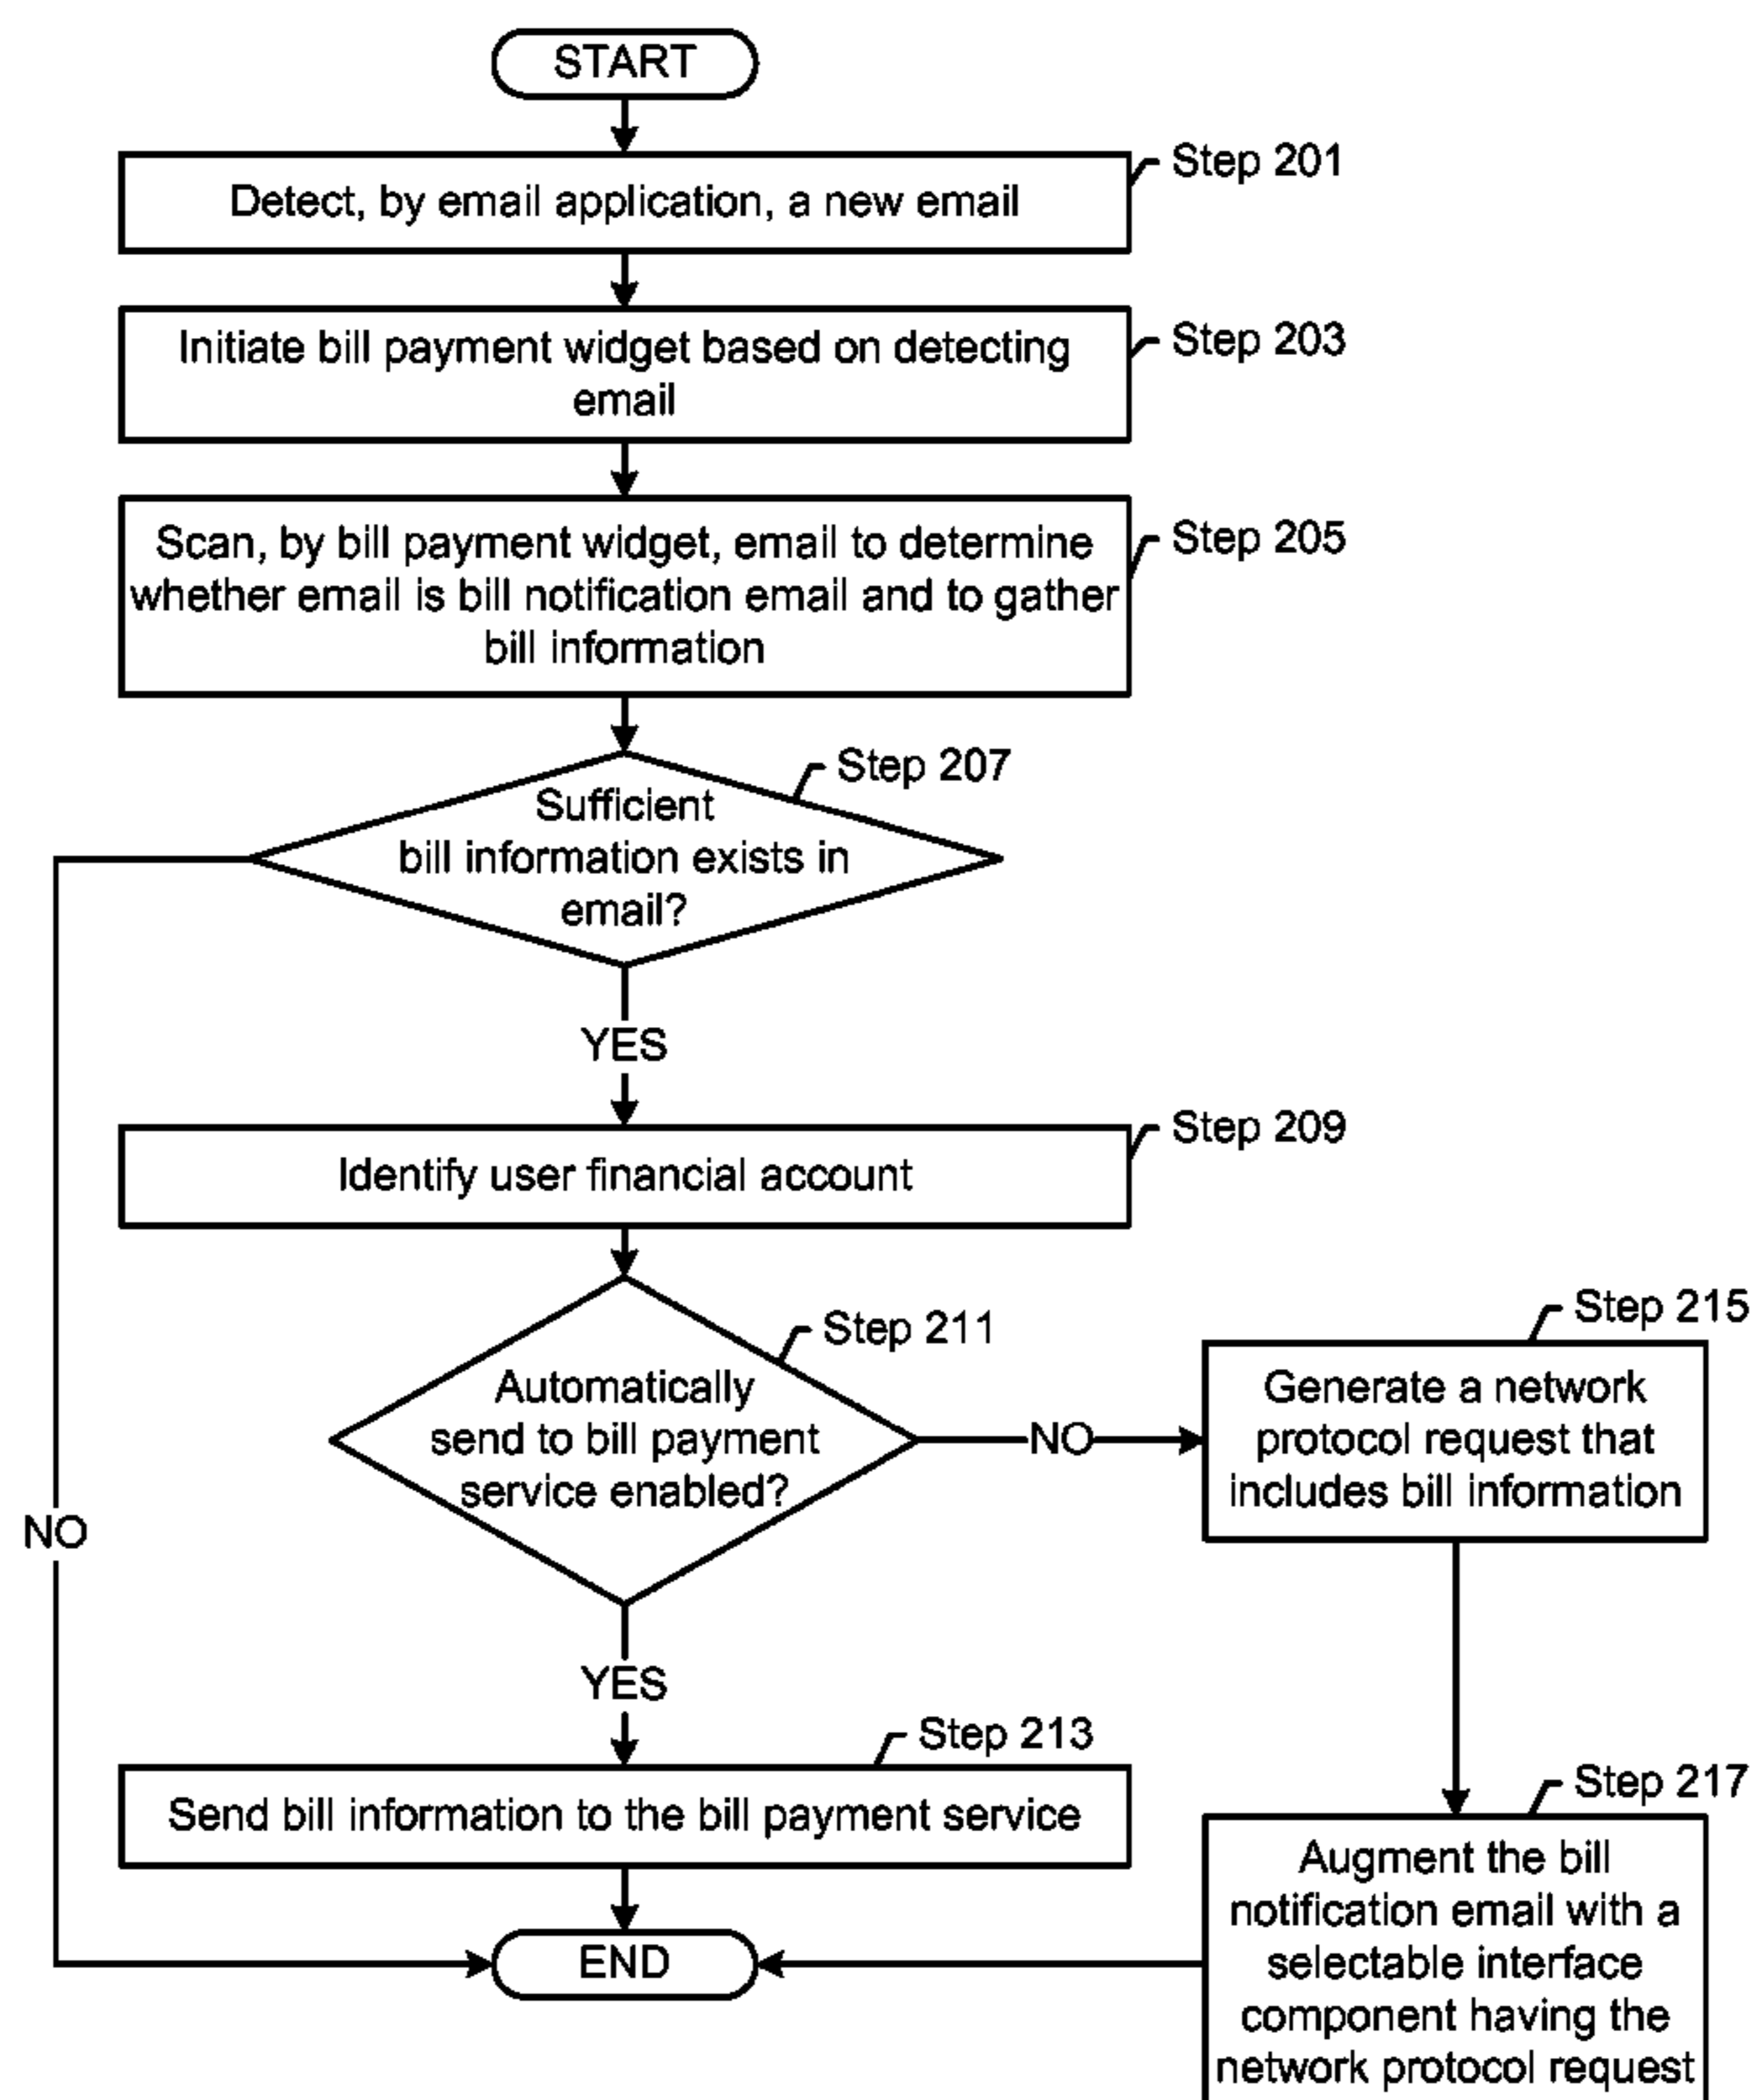 START
Step 201
Detect, by email application, a new email
Step 203
Initiate bill payment widget based on detecting
email
Step 205
Scan, by bill payment widget, email to determine
whether email is bill notification email and to gather
bill information
Step 207
Sufficient
bill information exists in
email?
YES
Step 209
Identify user financial account
Step 211
Automatically
send to bill payment
service enabled?
NO
Step 215
Generate a network
protocol request that
includes bill information
NO
YES
Step 213
Send bill information to the bill payment service
Step 217
Augment the bill
notification email with a
selectable interface
component having the
network protocol request
END